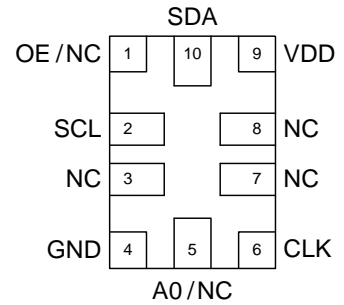 SDA
OE/NC 1 10 9 VDD
SCL 2 8 NC
NC 3 7 NC
GND 4 5 6 CLK
A0/NC